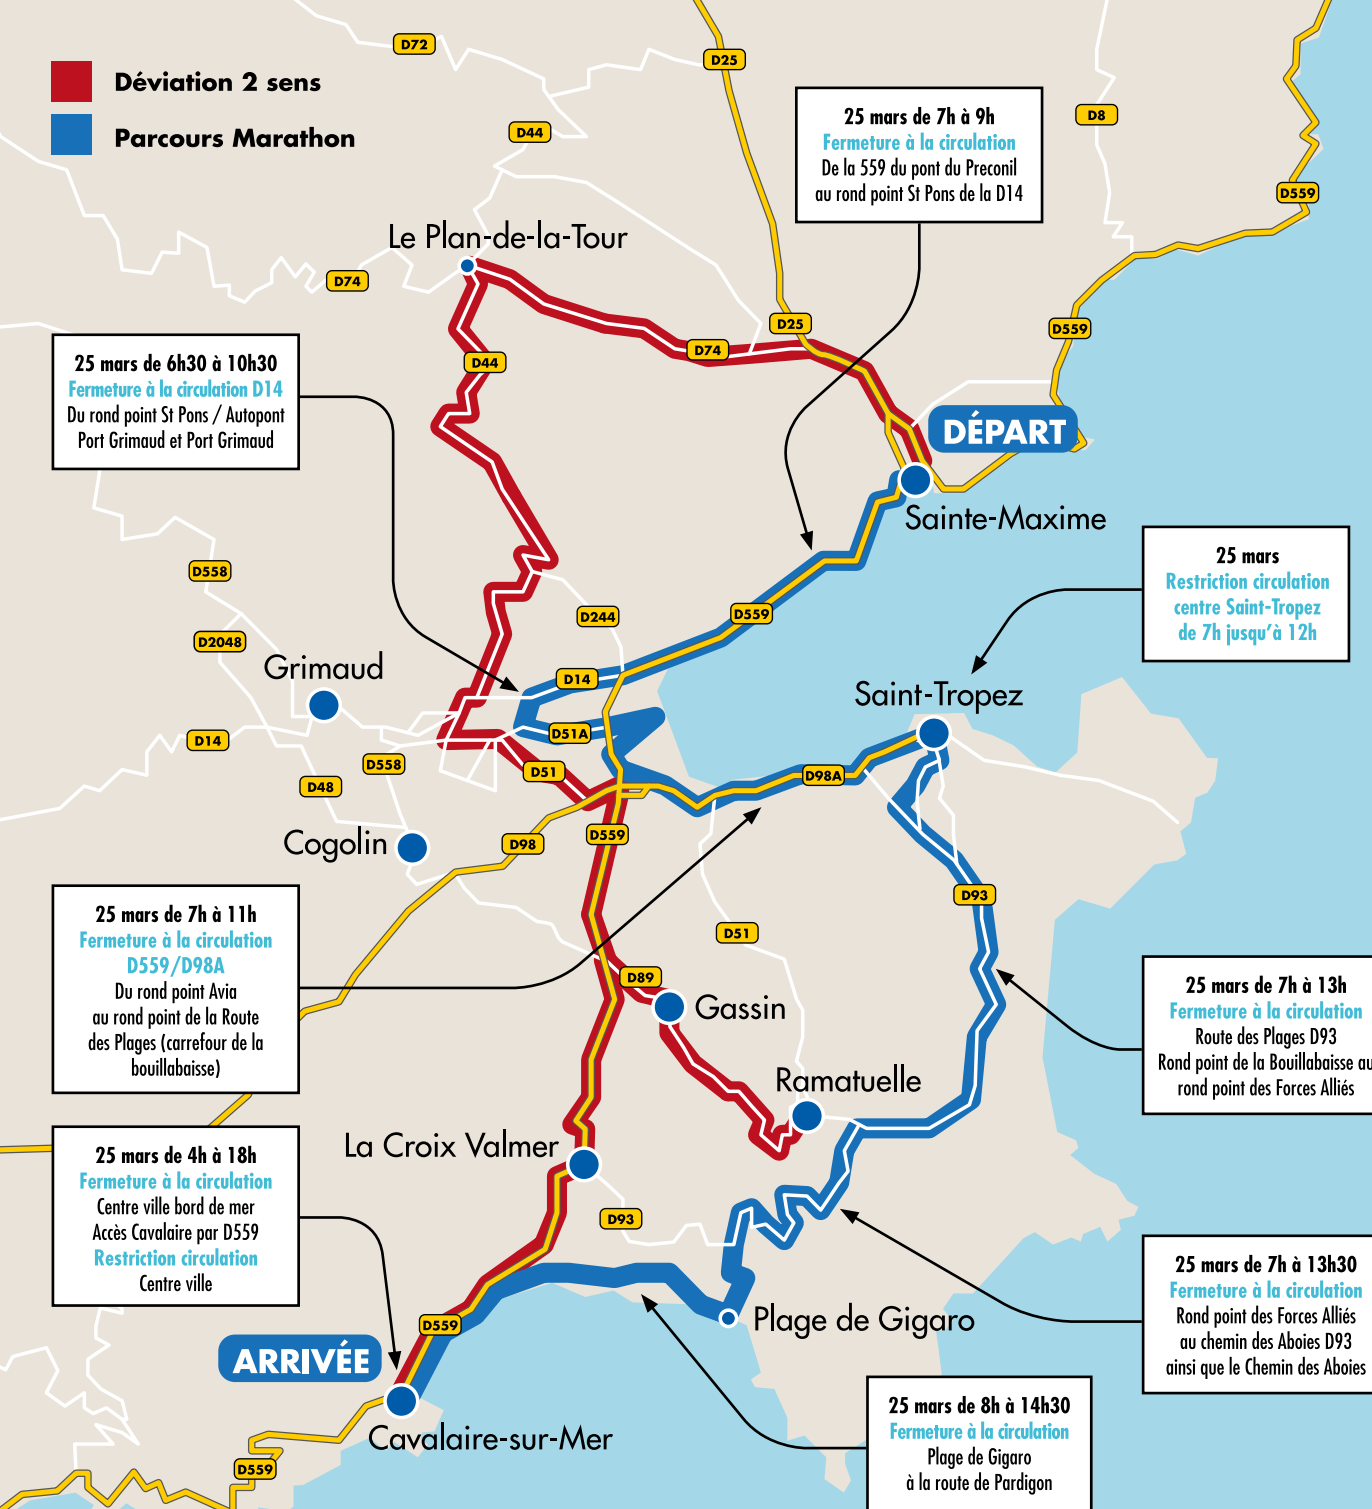 Déviation 2 sens
Parcours Marathon
D72
D25
D44
D8
D559
25 mars de 7h à 9h
Fermeture à la circulation
De la 559 du pont du Preconil
au rond point St Pons de la D14
Le Plan-de-la-Tour
D74
D25
D559
D74
D44
25 mars de 6h30 à 10h30
Fermeture à la circulation D14
Du rond point St Pons / Autopont
Port Grimaud et Port Grimaud
DÉPART
Sainte-Maxime
25 mars
Restriction circulation
centre Saint-Tropez
de 7h jusqu'à 12h
D558
D2048
D244
D559
Grimaud
D14
Saint-Tropez
D14
D51A
D558
D51
D98A
D48
Cogolin
D98
D559
D93
25 mars de 7h à 11h
Fermeture à la circulation
D559/D98A
Du rond point Avia
au rond point de la Route
des Plages (carrefour de la
bouillabaisse)
D51
D89
Gassin
25 mars de 7h à 13h
Fermeture à la circulation
Route des Plages D93
Rond point de la Bouillabaisse au
rond point des Forces Alliés
Ramatuelle
La Croix Valmer
25 mars de 4h à 18h
Fermeture à la circulation
Centre ville bord de mer
Accès Cavalaire par D559
Restriction circulation
Centre ville
D93
25 mars de 7h à 13h30
Fermeture à la circulation
Rond point des Forces Alliés
au chemin des Aboies D93
ainsi que le Chemin des Aboies
Plage de Gigaro
D559
ARRIVÉE
25 mars de 8h à 14h30
Fermeture à la circulation
Plage de Gigaro
à la route de Pardigon
Cavalaire-sur-Mer
D559